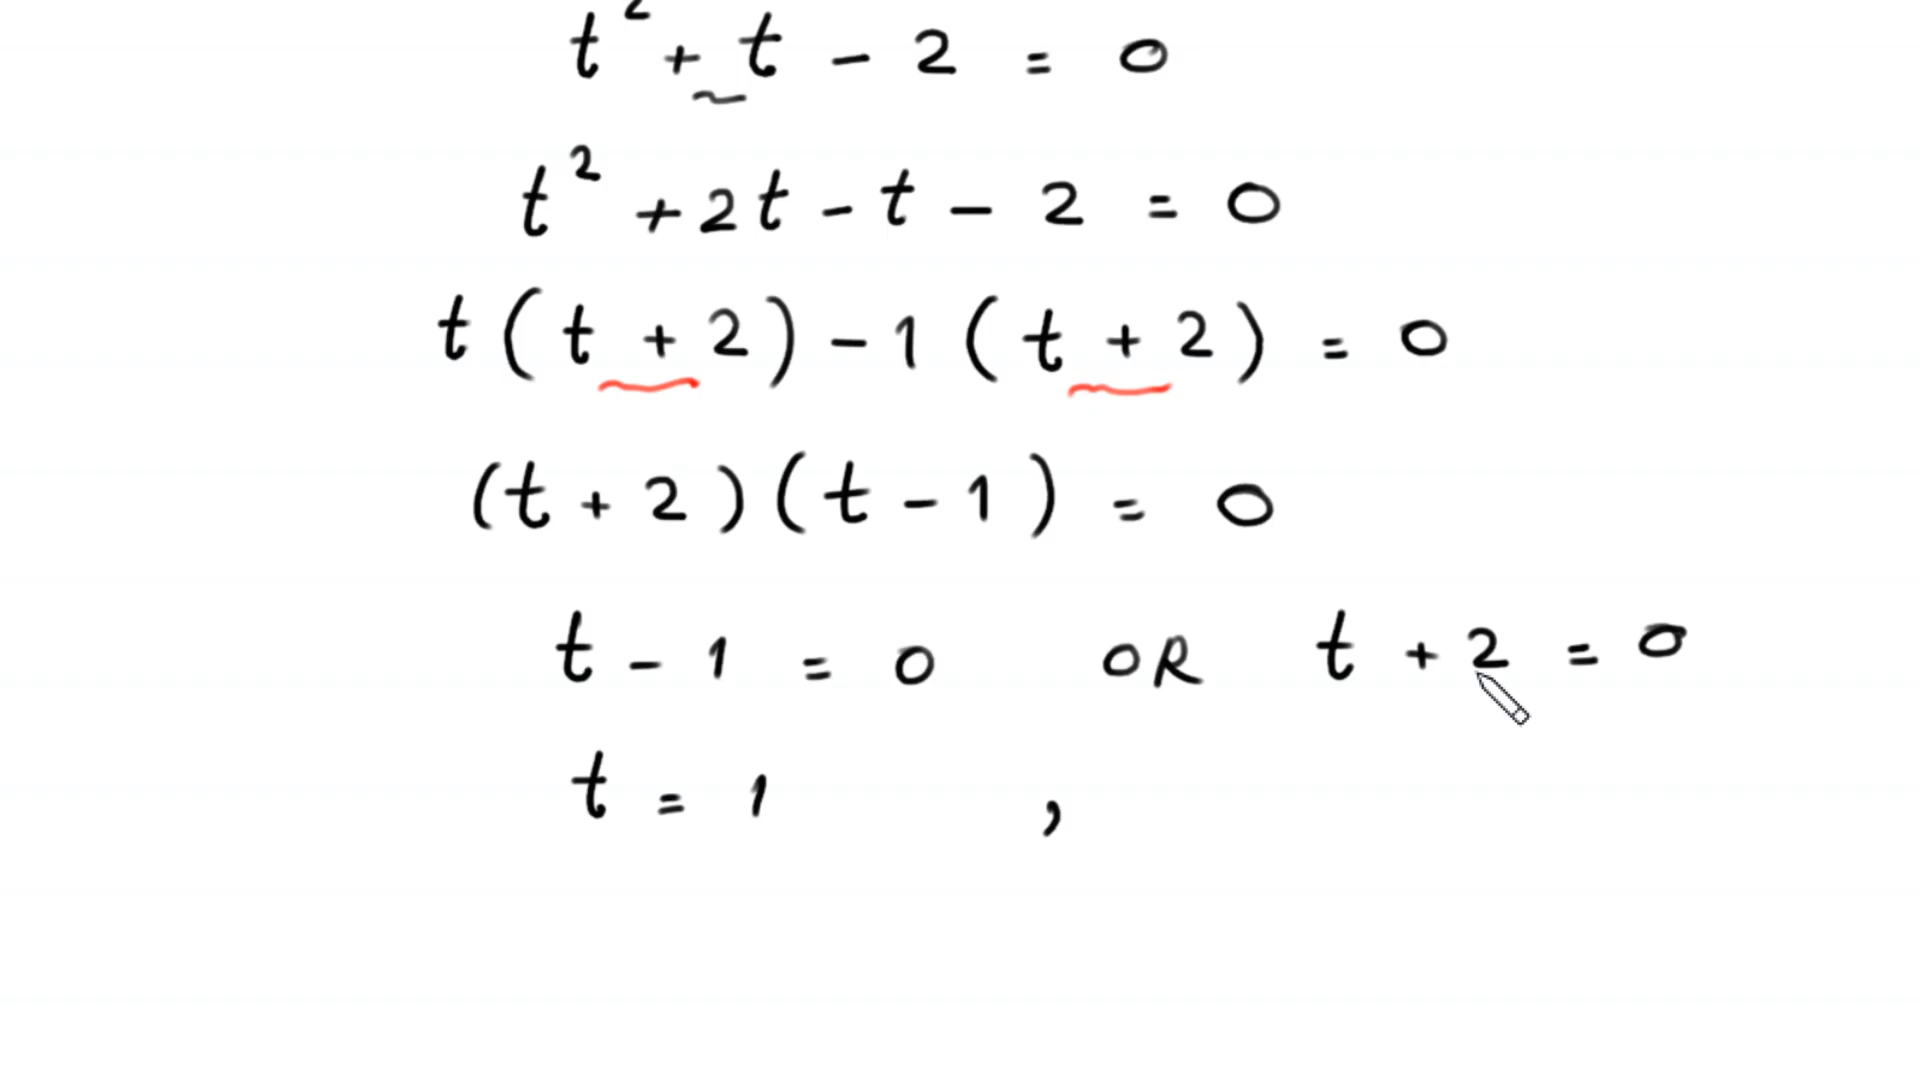 t² + t - 2 = 0
t² + 2t - t - 2 = 0
t(t + 2) - 1(t + 2) = 0
(t + 2)(t - 1) = 0
t - 1 = 0 OR t + 2 = 0
t = 1 ,